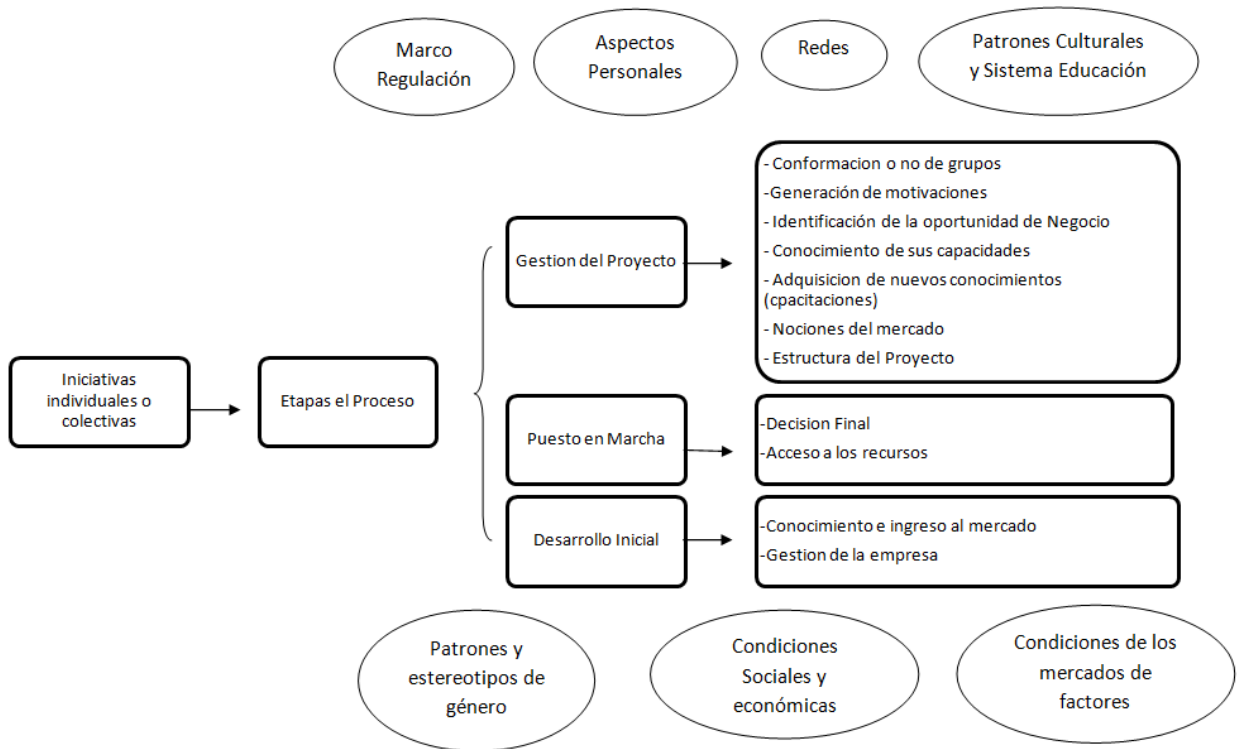 Marco
Regulación
Aspectos
Personales
Redes
Patrones Culturales
y Sistema Educación
- Conformacion o no de grupos
-Generación de motivaciones
- Identificación de la oportunidad de Negocio
- Conocimiento de sus capacidades
- Adquisicion de nuevos conocimientos
(cpacitaciones)
- Nociones del mercado
- Estructura del Proyecto
Gestion del Proyecto
Iniciativas
individuales o
colectivas
Etapas el Proceso
Puesto en Marcha
-Decision Final
-Acceso a los recursos
Desarrollo Inicial
-Conocimiento e ingreso al mercado
-Gestion de la empresa
Patrones y
estereotipos de
género
Condiciones
Sociales y
económicas
Condiciones de los
mercados de
factores